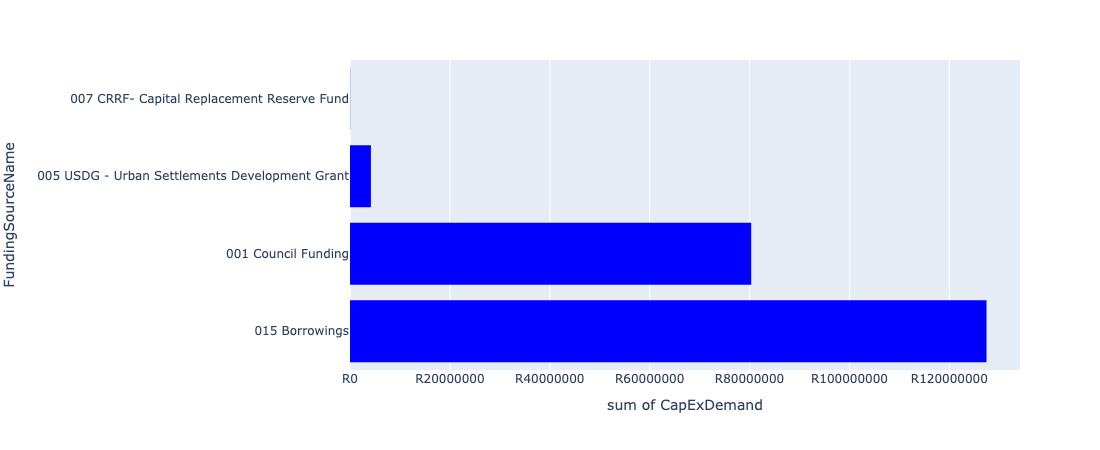 FundingSourceName
007 CRRF- Capital Replacement Reserve Fund
005 USDG - Urban Settlements Development Grant
001 Council Funding
015 Borrowings
R0 R20000000 R40000000 R60000000 R80000000 R100000000 R120000000
sum of CapExDemand